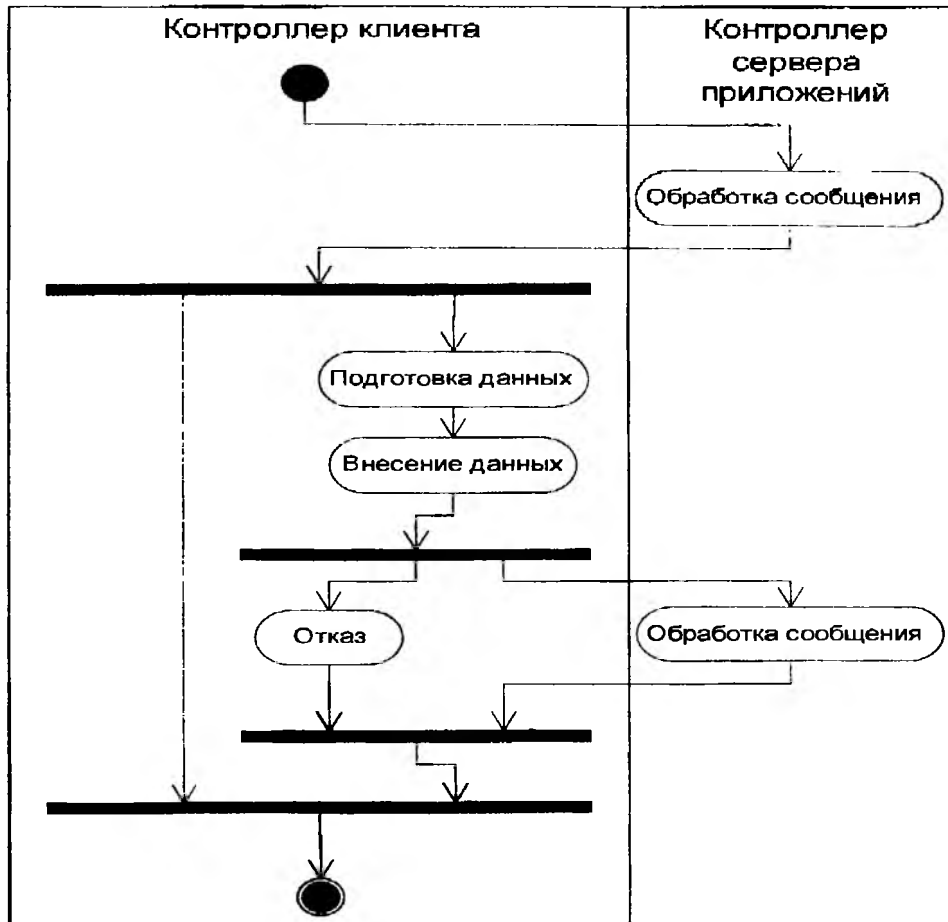 Контроллер клиента
Контроллер
сервера
приложений
Обработка сообщения
Подготовка данных
Внесение данных
Отказ
Обработка сообщения